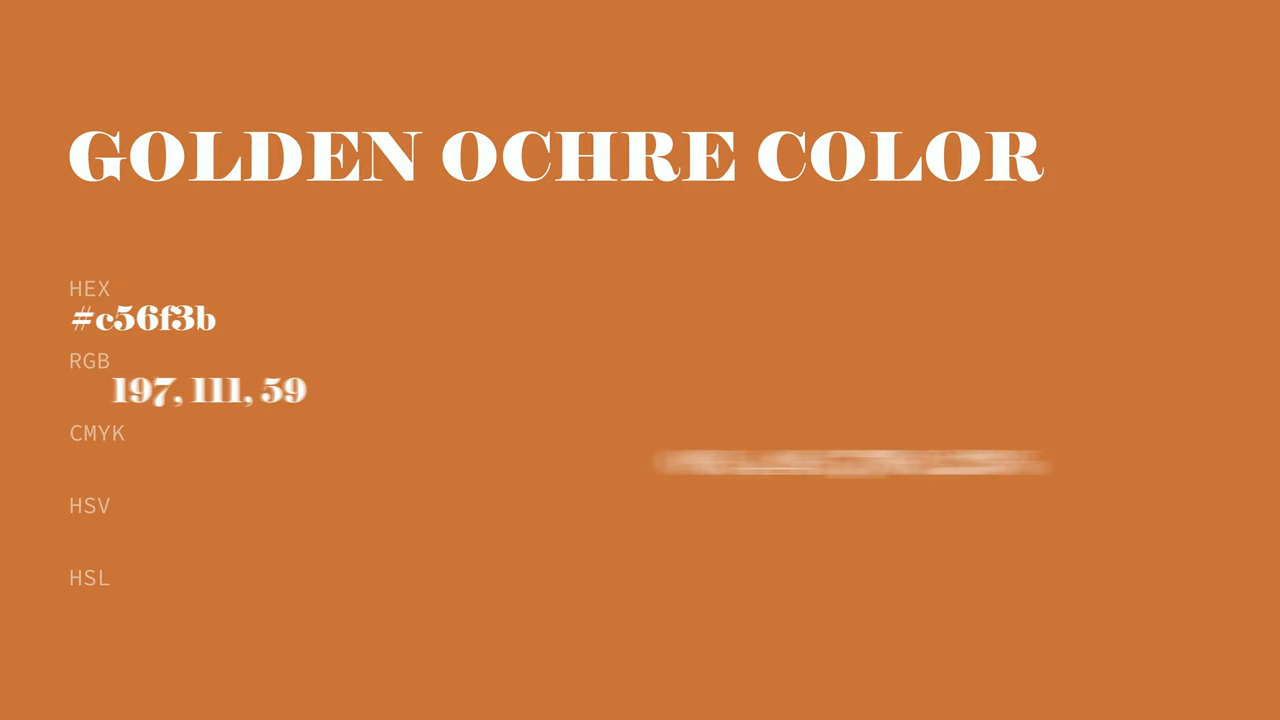 GOLDEN OCHRE COLOR
HEX
#c56f3b
RGB
197, 111, 59
CMYK
HSV
HSL